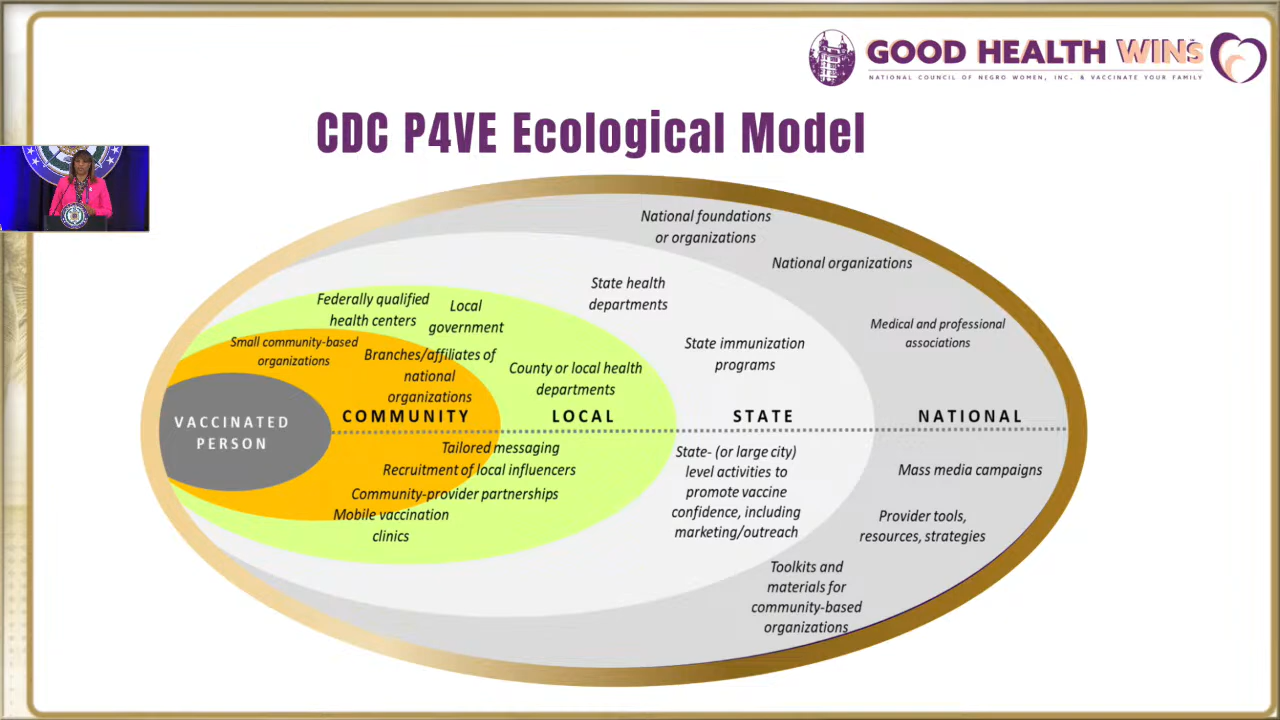 GOOD HEALTH WINS
NATIONAL COUNCIL OF NEGRO WOMEN, INC. & VACCINATE YOUR FAMILY
CDC P4VE Ecological Model
National foundations
or organizations
National organizations
State health
departments
Federally qualified
health centers
Local
government
Medical and professional
associations
Small community-based
organizations
State immunization
programs
Branches/affiliates of
national
organizations
County or local health
departments
VACCINATED
PERSON
COMMUNITY
LOCAL
STATE
NATIONAL
Tailored messaging
Recruitment of local influencers
Community-provider partnerships
Mobile vaccination
clinics
State- (or large city)
level activities to
promote vaccine
confidence, including
marketing/outreach
Mass media campaigns
Provider tools,
resources, strategies
Toolkits and
materials for
community-based
organizations